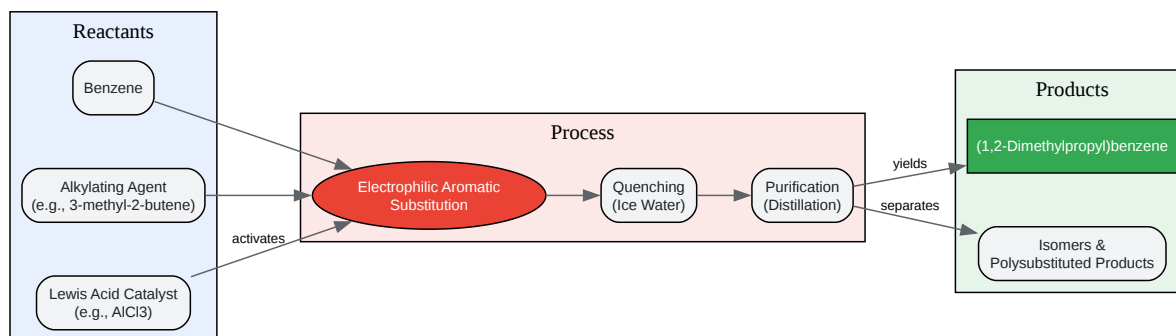 Reactants
Benzene
Alkylating Agent
(e.g., 3-methyl-2-butene)
activates
Lewis Acid Catalyst
(e.g., AlCl3)
Process
Electrophilic Aromatic
Substitution
Quenching
(Ice Water)
Purification
(Distillation)
yields
separates
Products
(1,2-Dimethylpropyl)benzene
Isomers &
Polysubstituted Products